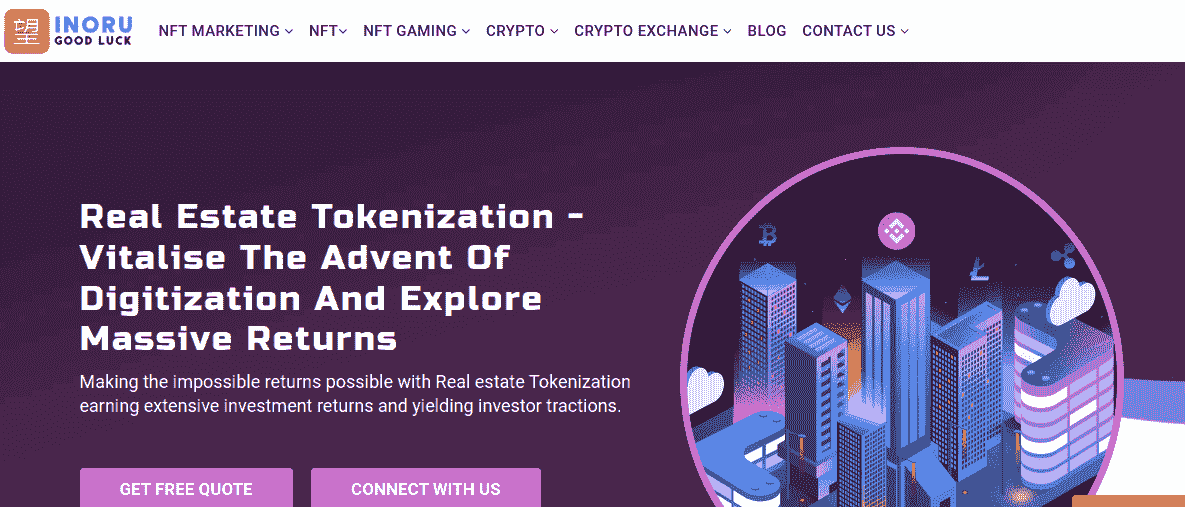 望 INORU
GOOD LUCK
NFT MARKETING NFT NFT GAMING CRYPTO CRYPTO EXCHANGE BLOG CONTACT US
Real Estate Tokenization -
Vitalise The Advent Of
Digitization And Explore
Massive Returns
Making the impossible returns possible with Real estate Tokenization
earning extensive investment returns and yielding investor tractions.
GET FREE QUOTE CONNECT WITH US